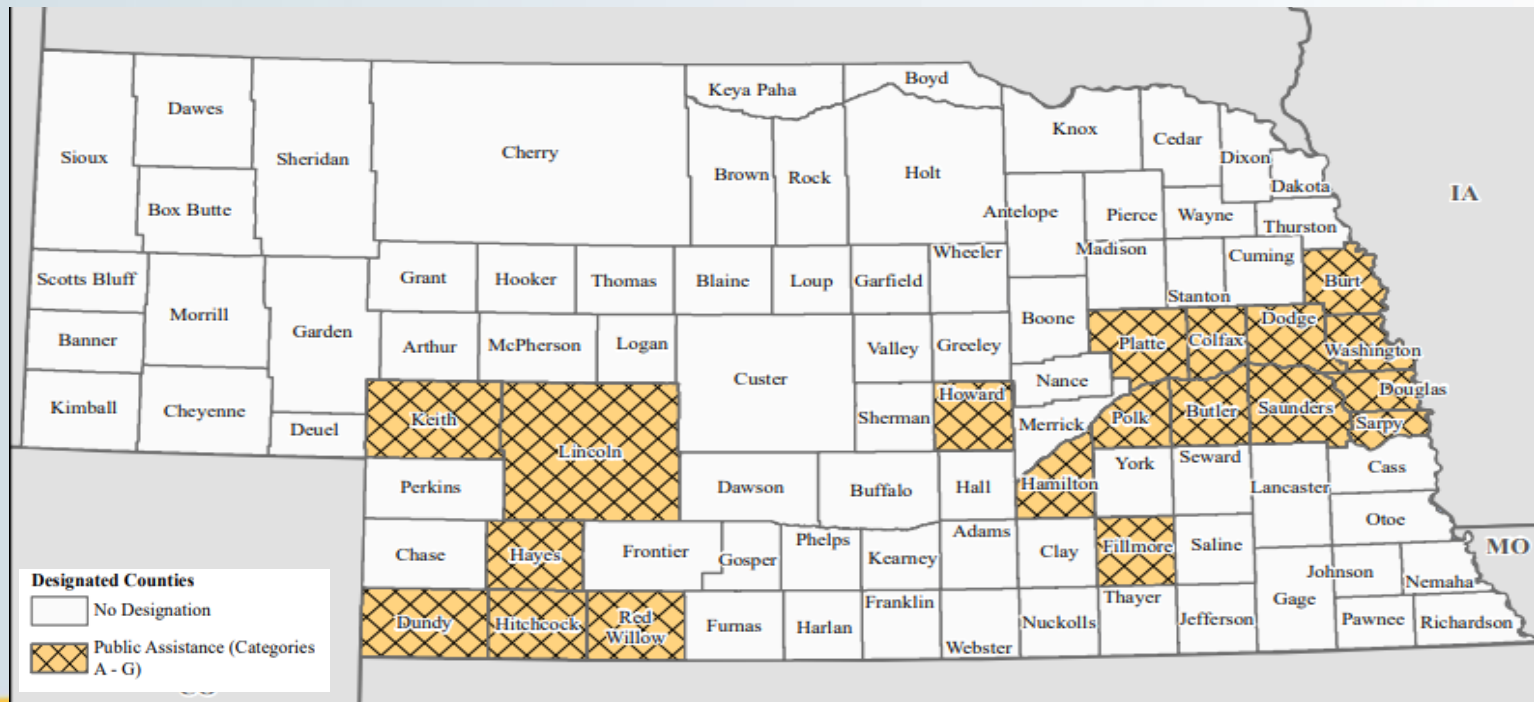 Boyd
Keya Paha
Dawes
Knox
Cedar
Sioux
Sheridan
Cherry
Dixon
Brown
Rock
Holt
Dakota
IA
Box Butte
Antelope
Pierce
Wayne
Thurston
Wheeler
Madison
Cuming
Scotts Bluff
Grant
Hooker
Thomas
Blaine
Loup
Garfield
Burt
Stanton
Morrill
Garden
Boone
Dodge
Banner
Arthur
McPherson
Logan
Valley
Greeley
Platte
Colfax
Washington
Custer
Nance
Kimball
Cheyenne
Howard
Douglas
Deuel
Keith
Sherman
Merrick
Polk
Butler
Saunders
Sarpy
Lincoln
York
Seward
Cass
Perkins
Dawson
Buffalo
Hall
Hamilton
Lancaster
Otoe
Adams
Chase
Hayes
Frontier
Gosper
Phelps
Kearney
Clay
Fillmore
Saline
MO
Johnson
Nemaha
Dundy
Hitchcock
Red
Willow
Furnas
Harlan
Franklin
Webster
Nuckolls
Thayer
Jefferson
Gage
Pawnee
Richardson
Designated Counties
No Designation
Public Assistance (Categories
A - G)